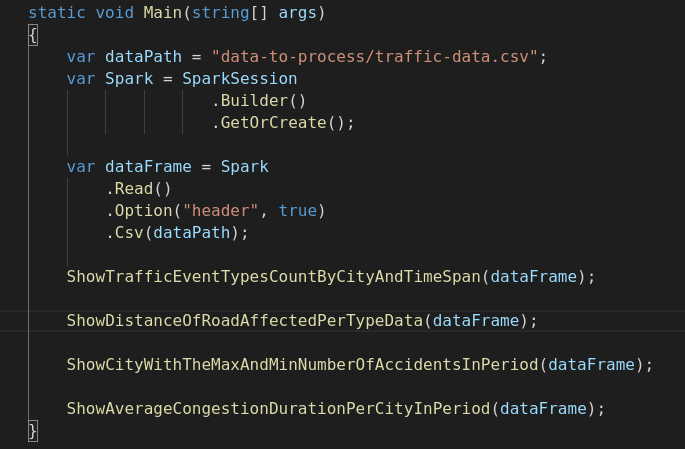 static void Main(string[] args)
{
var dataPath = "data-to-process/traffic-data.csv";
var Spark = SparkSession
.Builder()
.GetOrCreate();
var dataFrame = Spark
.Read()
.Option("header", true)
.Csv(dataPath);
ShowTrafficEventTypesCountByCityAndTimeSpan(dataFrame);
ShowDistanceOfRoadAffectedPerTypeData(dataFrame);
ShowCityWithTheMaxAndMinNumberOfAccidentsInPeriod(dataFrame);
ShowAverageCongestionDurationPerCityInPeriod(dataFrame);
}